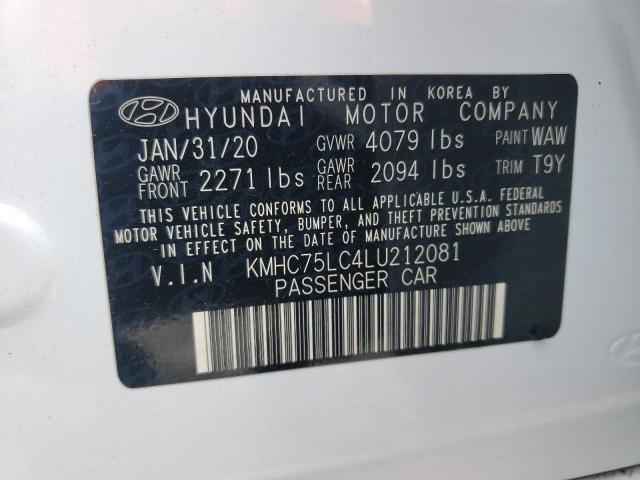 MANUFACTURED IN KOREA BY
HYUNDAI MOTOR COMPANY
JAN/31/20 GVWR 4079 lbs PAINT WAW
GAWR FRONT 2271 lbs GAWR REAR 2094 lbs TRIM T9Y
THIS VEHICLE CONFORMS TO ALL APPLICABLE U.S.A. FEDERAL
MOTOR VEHICLE SAFETY, BUMPER, AND THEFT PREVENTION STANDARDS
IN EFFECT ON THE DATE OF MANUFACTURE SHOWN ABOVE.
V.I.N KMHC75LC4LU212081
PASSENGER CAR